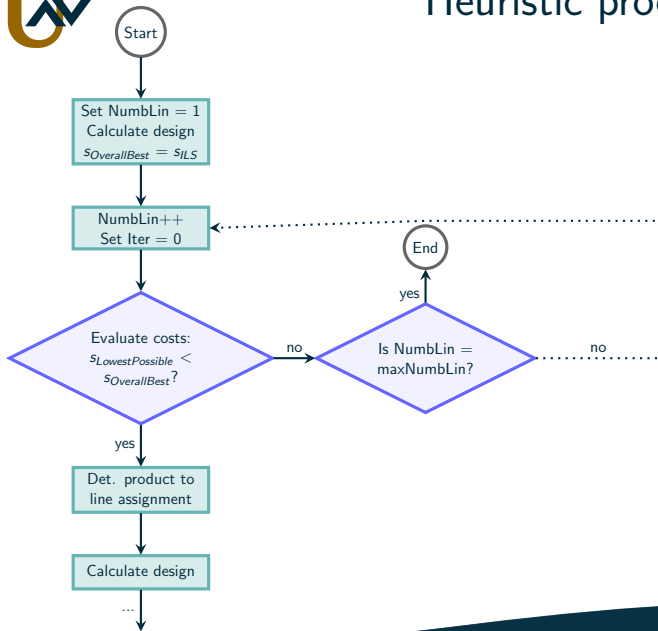 Heuristic
Start
Set NumbLin = 1
Calculate design
s_OverallBest = s_ILS
NumbLin++
Set Iter = 0
End
yes
Evaluate costs:
s_LowestPossible <
s_OverallBest?
no
Is NumbLin =
maxNumbLin?
no
yes
Det. product to
line assignment
Calculate design
...